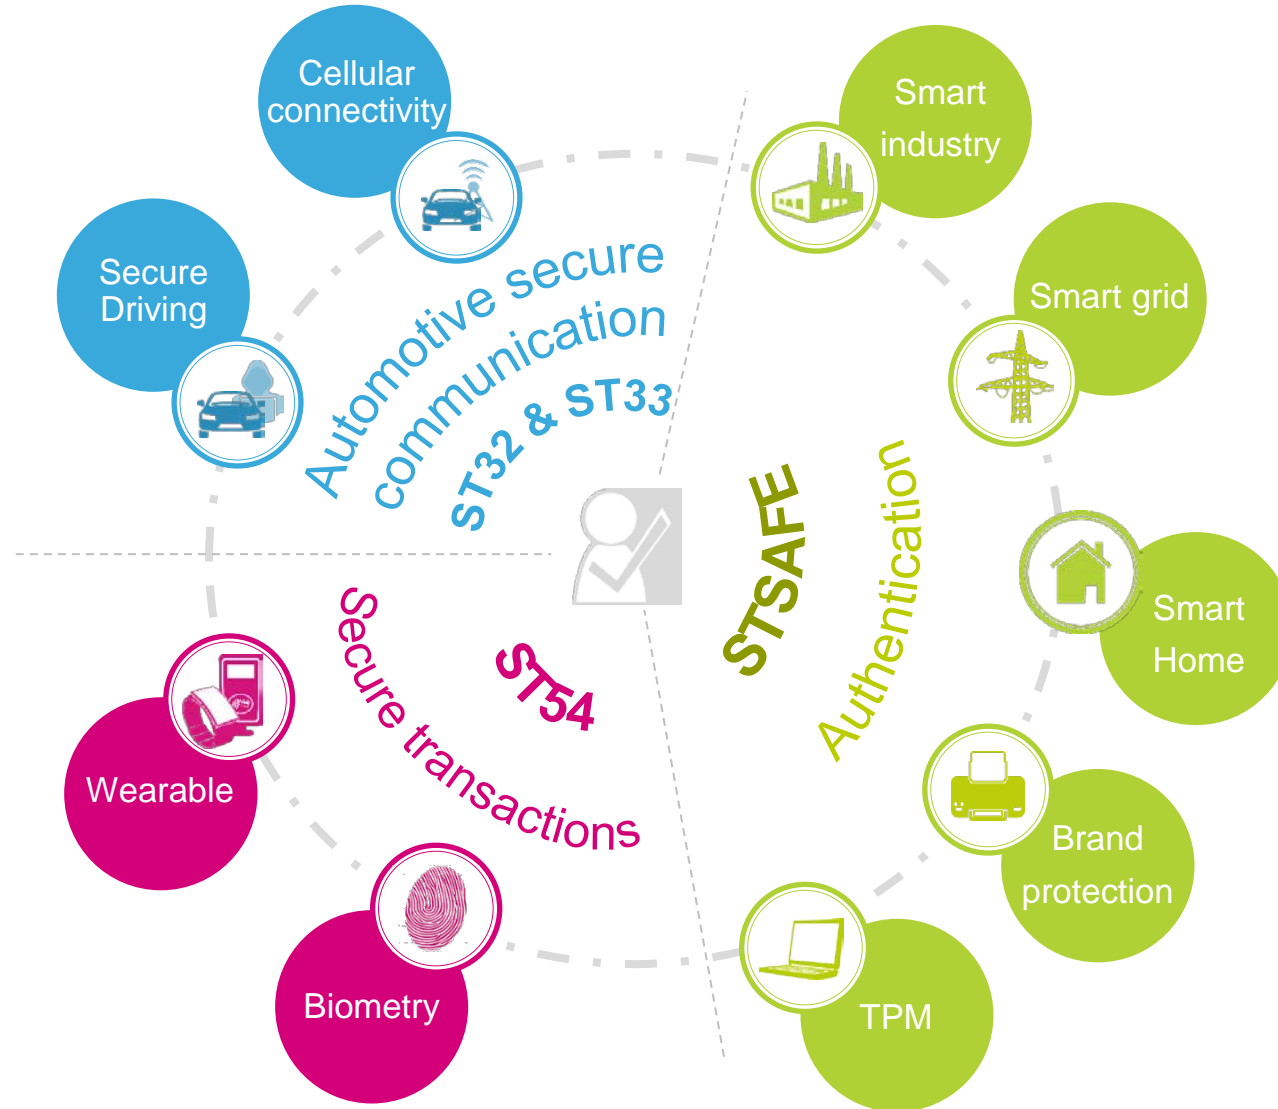 Cellular
connectivity
Secure
Driving
Automotive secure
communication
ST32 & ST33
Smart
industry
Smart grid
Smart
Home
Brand
protection
TPM
STSAFE
Authentication
ST54
Secure transactions
Wearable
Biometry